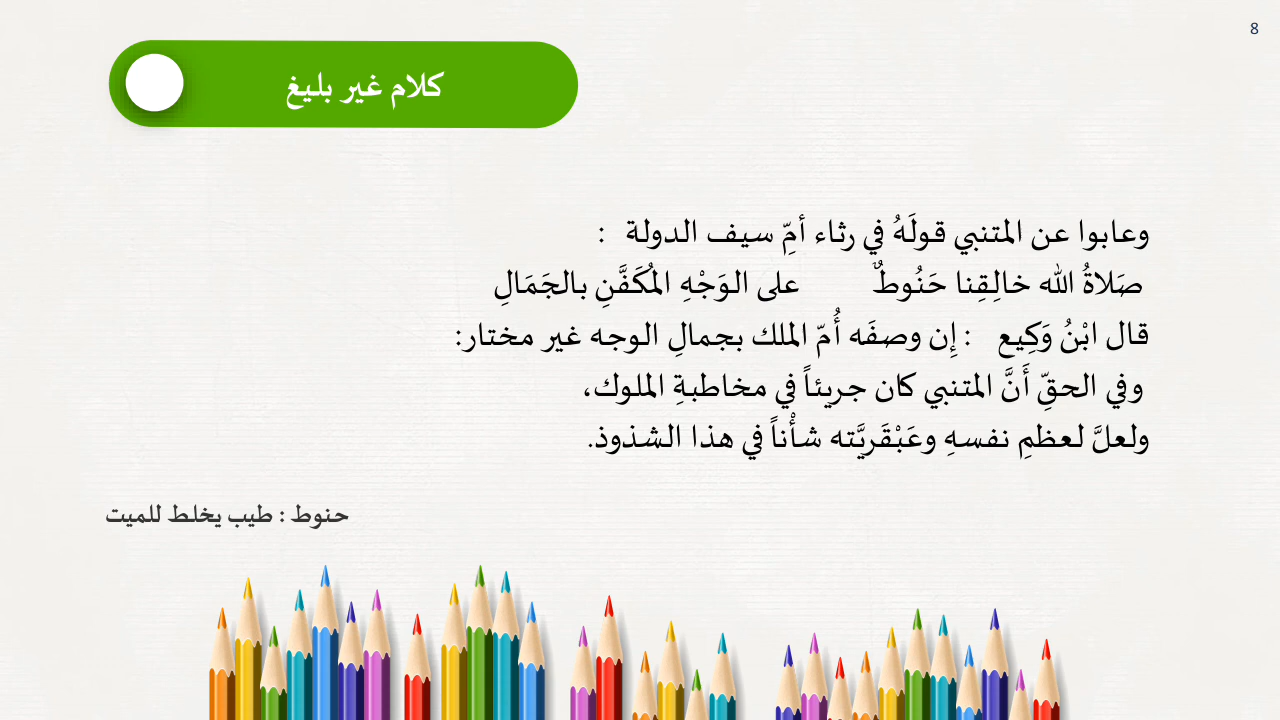 8
كلام غير بليغ
وعابوا عن المتنبي قولَهُ في رثاء أمِّ سيف الدولة :
صَلاةُ الله خالِقِنا حَنُوطٌ على الوَجْهِ المُكَفَّنِ بالجَمَالِ
قال ابْنُ وَكِيع : إِن وصفَه أُمّ الملك بجمالِ الوجه غير مختار:
وفي الحقِّ أَنَّ المتنبي كان جريئاً في مخاطبةِ الملوك،
ولعلَّ لعظمِ نفسهِ وعَبْقَريَّته شأْناً في هذا الشذوذ.
حنوط : طيب يخلط للميت